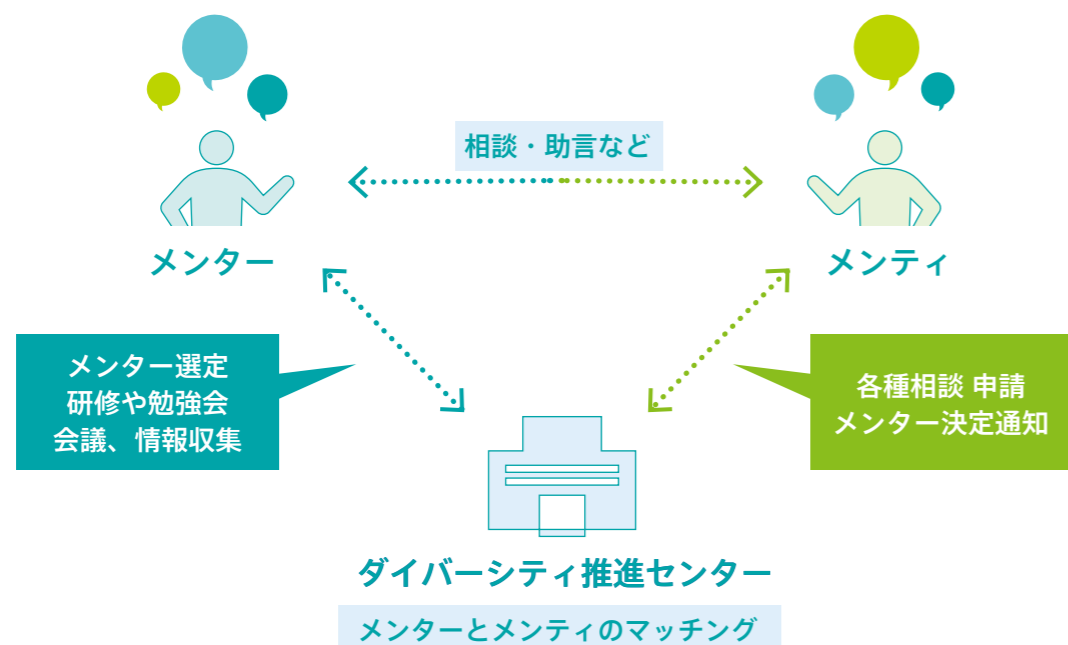 相談・助言など
メンター
メンティ
メンター選定
研修や勉強会
会議、情報収集
各種相談 申請
メンター決定通知
ダイバーシティ推進センター
メンターとメンティのマッチング